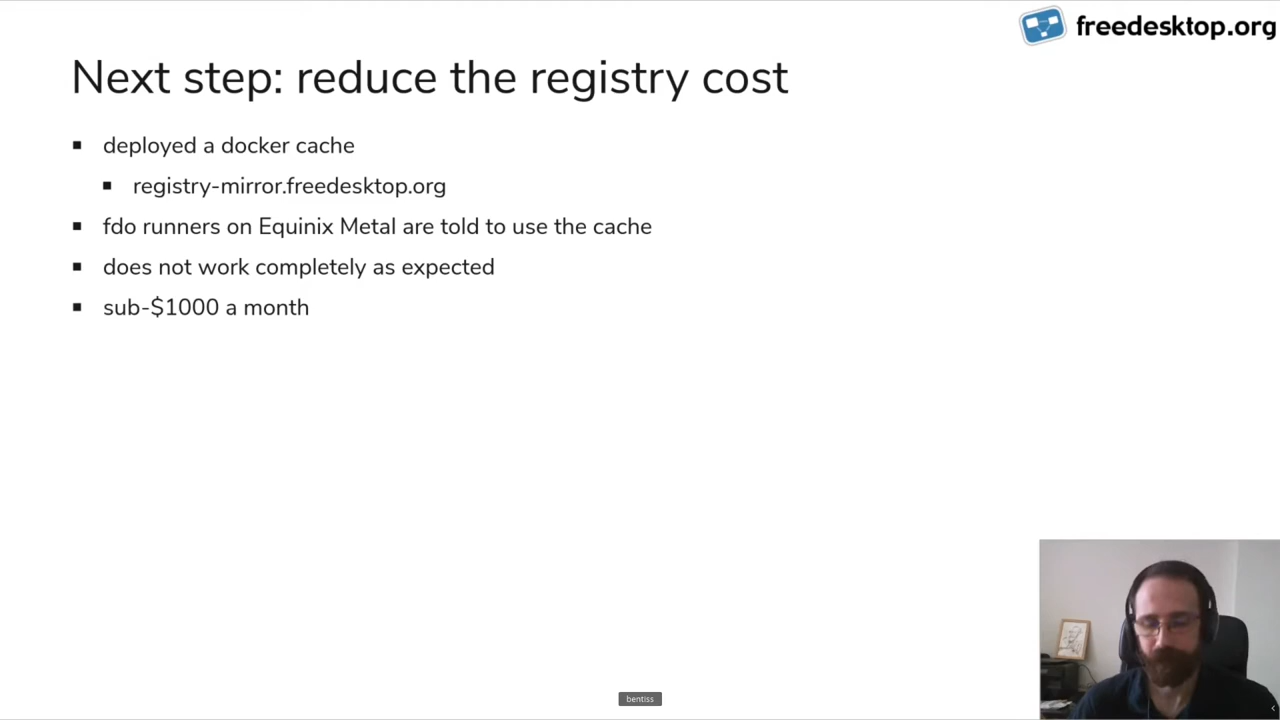 freedesktop.org
Next step: reduce the registry cost
deployed a docker cache
registry-mirror.freedesktop.org
fdo runners on Equinix Metal are told to use the cache
does not work completely as expected
sub-$1000 a month
bentiss